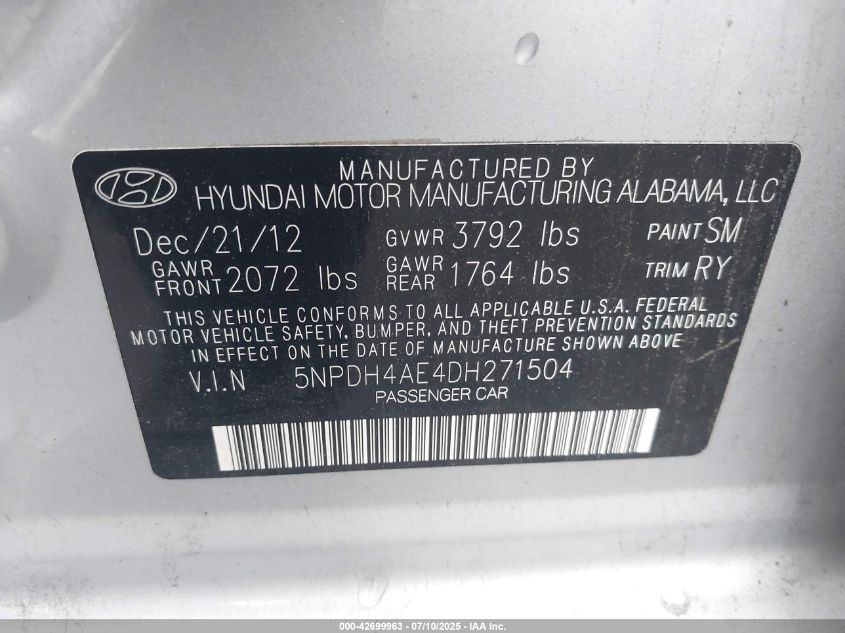 MANUFACTURED BY
HYUNDAI MOTOR MANUFACTURING ALABAMA, LLC
Dec/21/12 GVWR 3792 lbs PAINT SM
GAWR FRONT 2072 lbs GAWR REAR 1764 lbs TRIM RY
THIS VEHICLE CONFORMS TO ALL APPLICABLE U.S.A. FEDERAL
MOTOR VEHICLE SAFETY, BUMPER, AND THEFT PREVENTION STANDARDS
IN EFFECT ON THE DATE OF MANUFACTURE SHOWN ABOVE
V.I.N 5NPDH4AE4DH271504
PASSENGER CAR
000-42699963 - 07/10/2025 - IAA Inc.